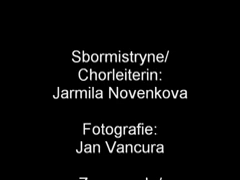 Sbormistryne/
Chorleiterin:
Jarmila Novenkova
Fotografie:
Jan Vancura